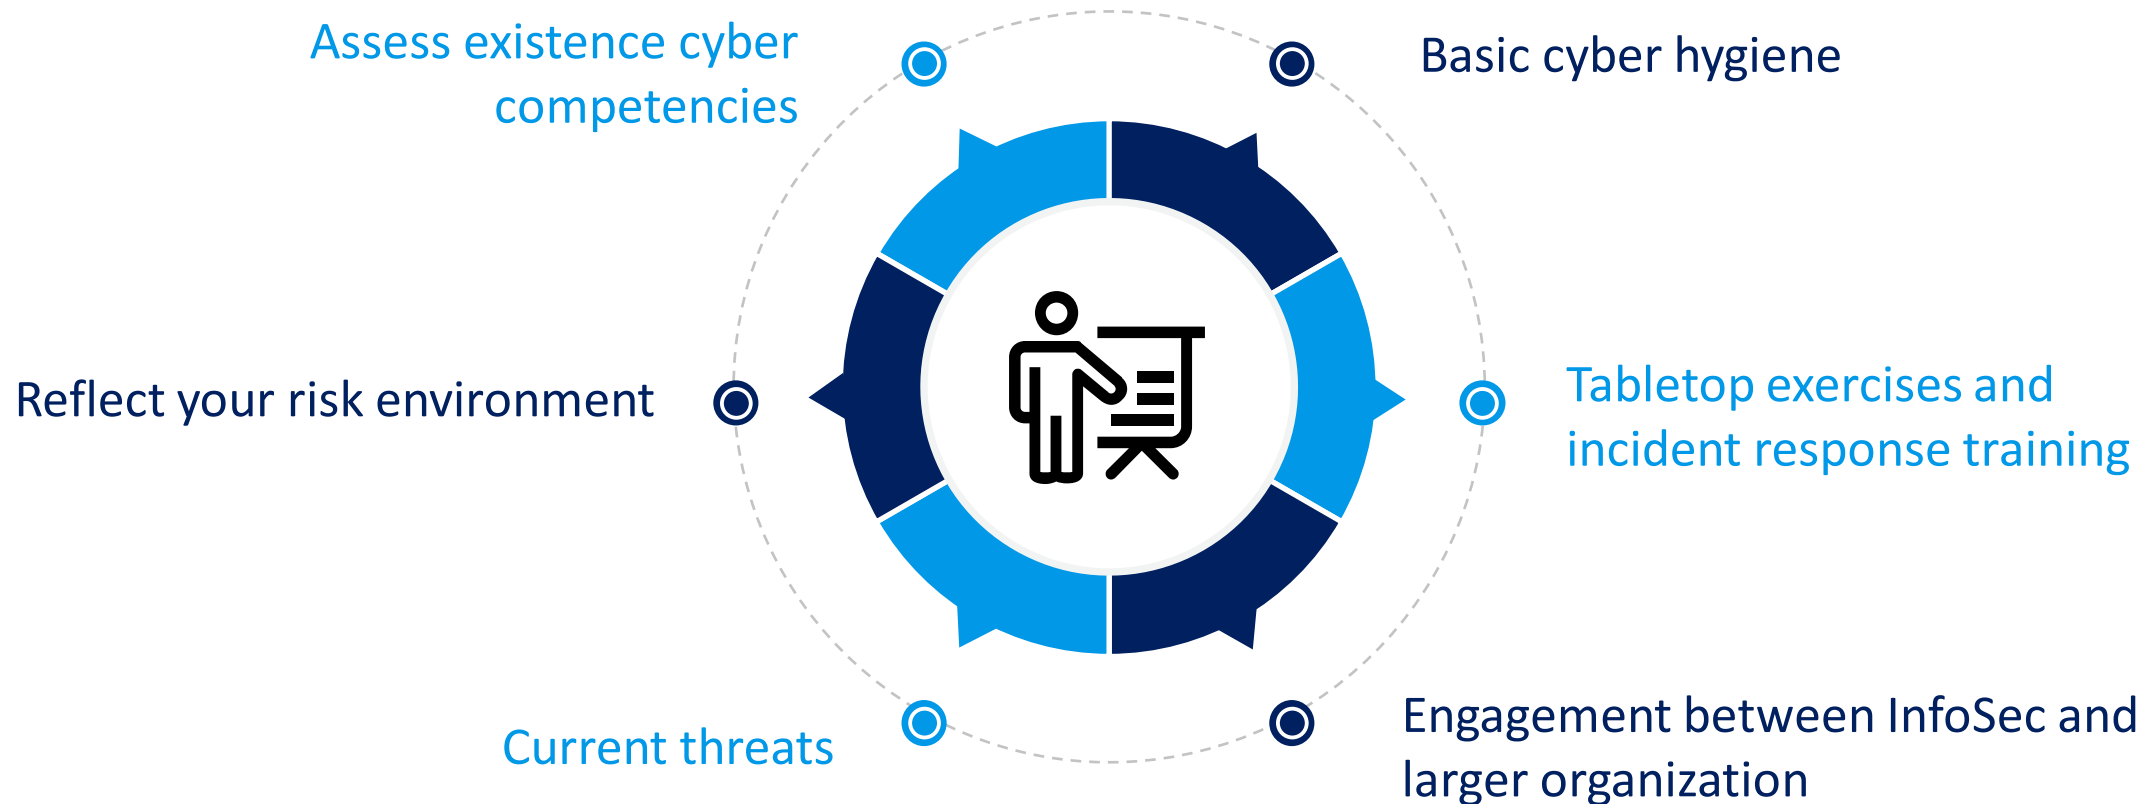 Assess existence cyber
competencies
Basic cyber hygiene
Reflect your risk environment
Tabletop exercises and
incident response training
Current threats
Engagement between InfoSec and
larger organization